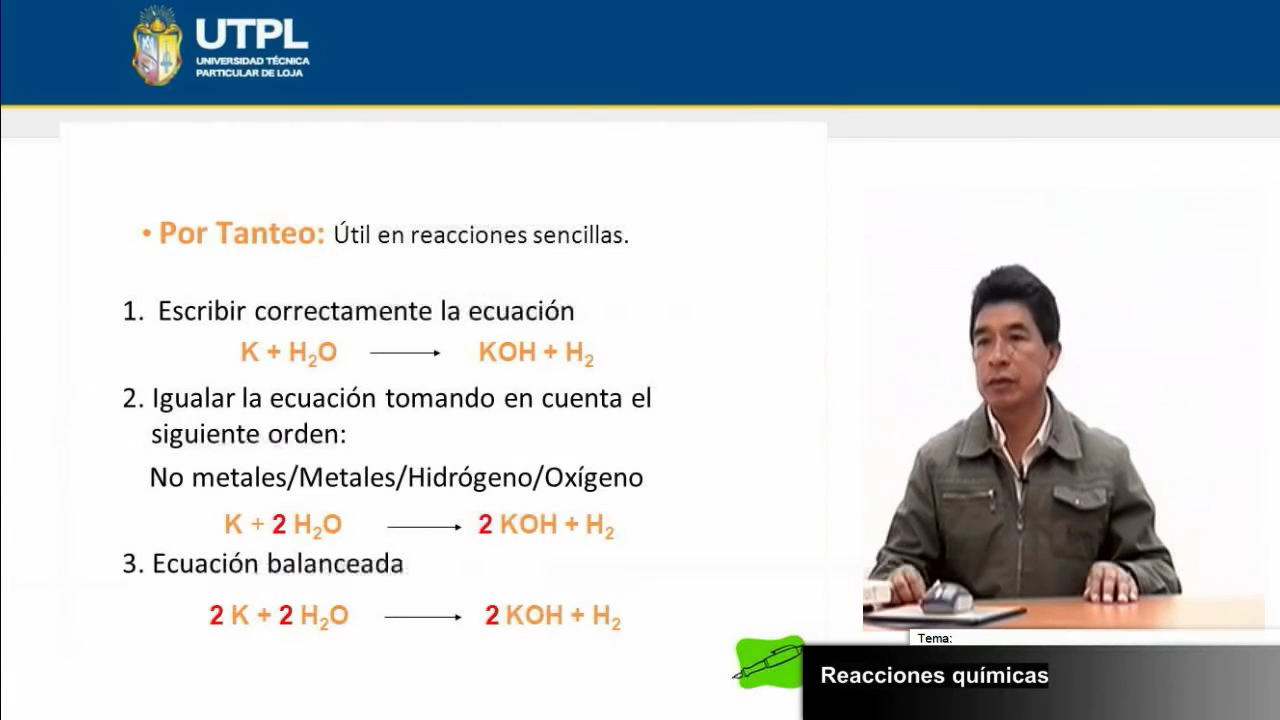 UTPL
UNIVERSIDAD TÉCNICA
PARTICULAR DE LOJA
• Por Tanteo: Útil en reacciones sencillas.
1. Escribir correctamente la ecuación
K + H₂O ⟶ KOH + H₂
2. Igualar la ecuación tomando en cuenta el
siguiente orden:
No metales/Metales/Hidrógeno/Oxígeno
K + 2 H₂O ⟶ 2 KOH + H₂
3. Ecuación balanceada
2 K + 2 H₂O ⟶ 2 KOH + H₂
Tema:
Reacciones químicas